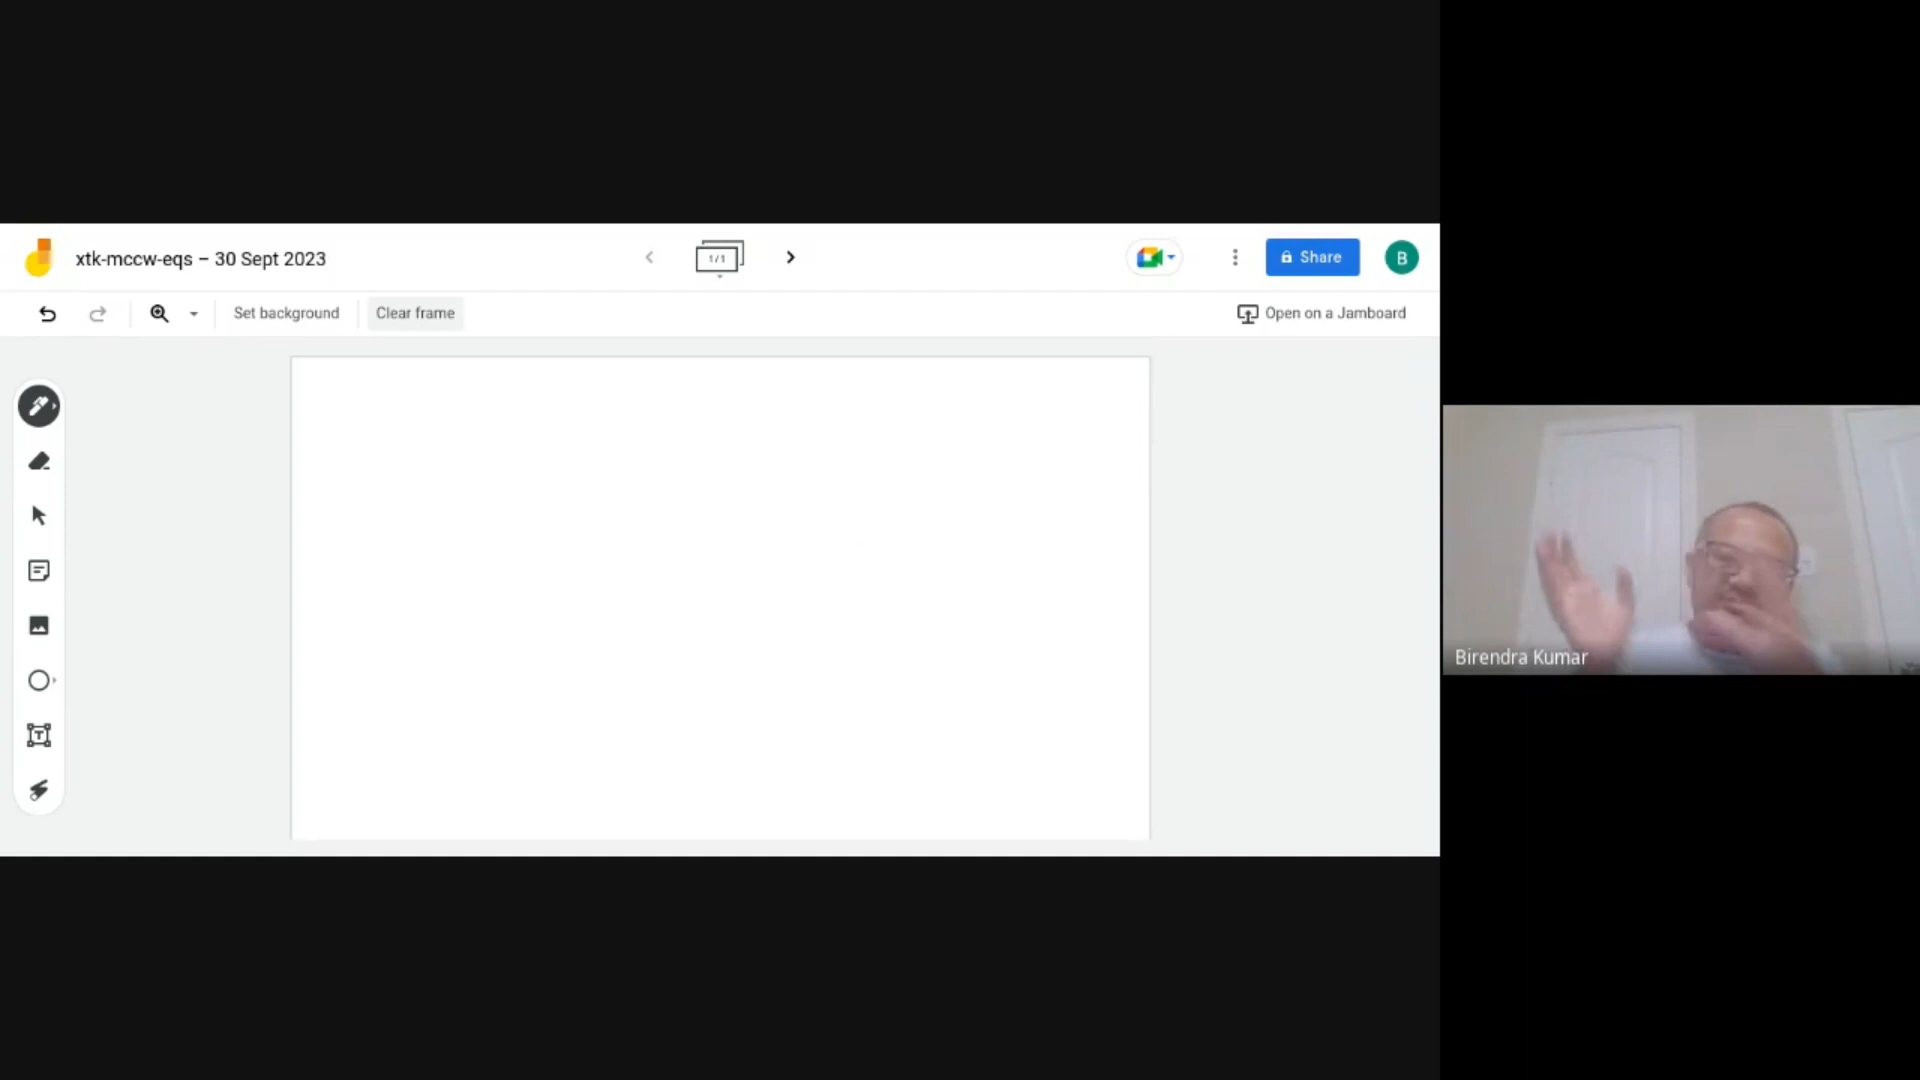 xtk-mccw-eqs – 30 Sept 2023
1/1
Share
B
Set background
Clear frame
Open on a Jamboard
Birendra Kumar